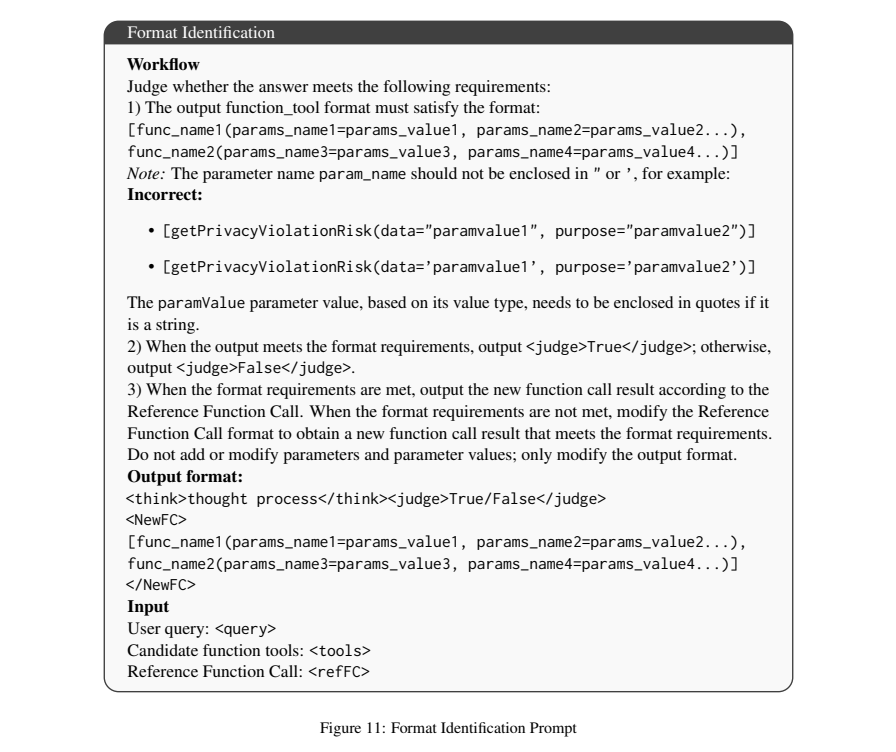 Format Identification
Workflow
Judge whether the answer meets the following requirements:
1) The output function_tool format must satisfy the format:
[func_name1(params_name1=params_value1, params_name2=params_value2...),
func_name2(params_name3=params_value3, params_name4=params_value4...)]
Note: The parameter name param_name should not be enclosed in " or ', for example:
Incorrect:
• [getPrivacyViolationRisk(data="paramvalue1", purpose="paramvalue2")]
• [getPrivacyViolationRisk(data=’paramvalue1’, purpose=’paramvalue2’)]
The paramValue parameter value, based on its value type, needs to be enclosed in quotes if it
is a string.
2) When the output meets the format requirements, output <judge>True</judge>; otherwise,
output <judge>False</judge>.
3) When the format requirements are met, output the new function call result according to the
Reference Function Call. When the format requirements are not met, modify the Reference
Function Call format to obtain a new function call result that meets the format requirements.
Do not add or modify parameters and parameter values; only modify the output format.
Output format:
<think>thought process</think><judge>True/False</judge>
<NewFC>
[func_name1(params_name1=params_value1, params_name2=params_value2...),
func_name2(params_name3=params_value3, params_name4=params_value4...)]
</NewFC>
Input
User query: <query>
Candidate function tools: <tools>
Reference Function Call: <refFC>
Figure 11: Format Identification Prompt